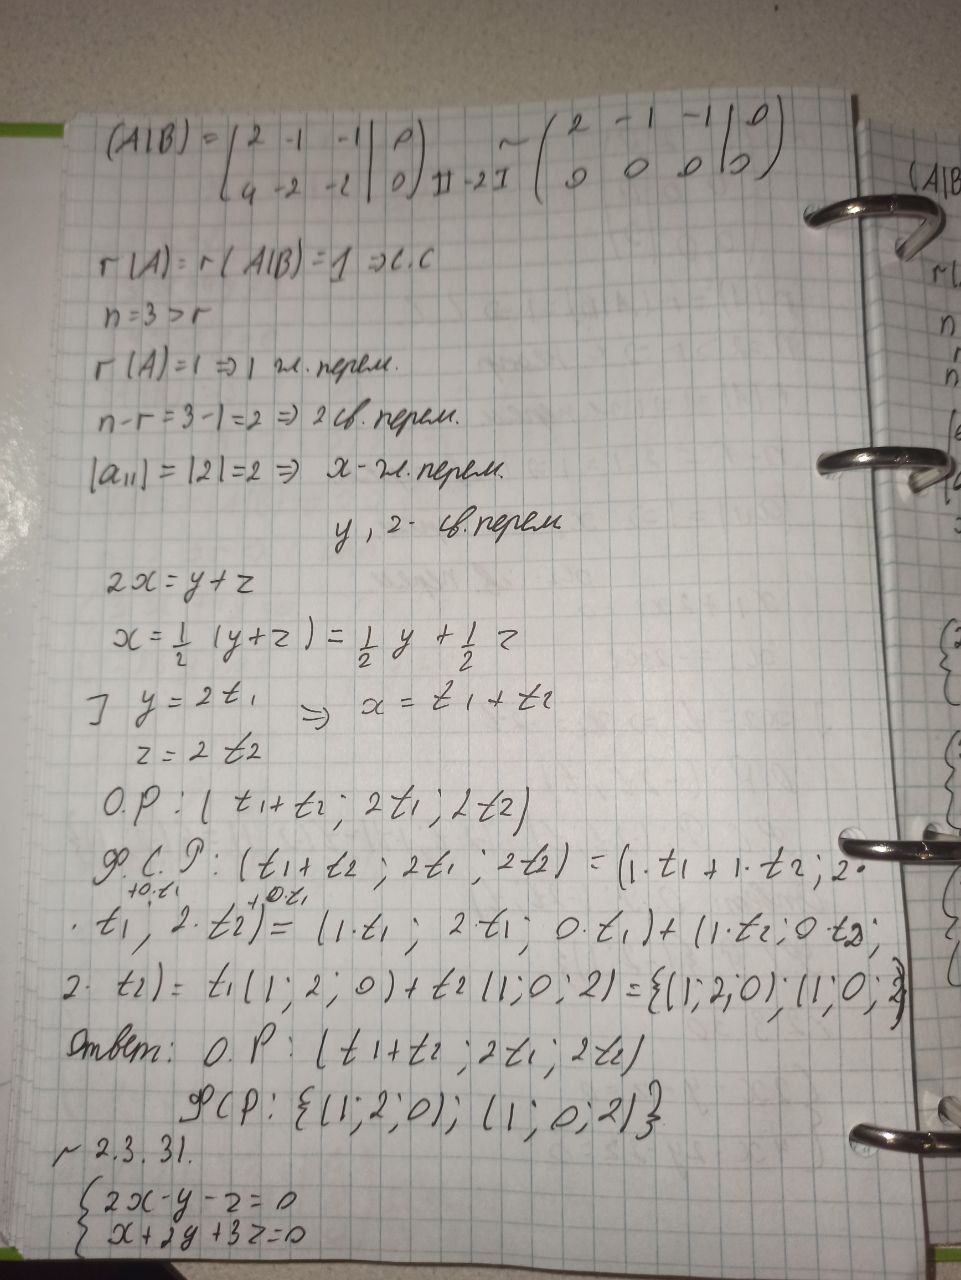 (A|B) = (2 -1 -1 | 0 ~ (2 -1 -1 | 0
4 -2 -2 | 0) II-2I 0 0 0 | 0)
r(A) = r(A|B) = 1 => с.с
n = 3 > r
r(A) = 1 => 1 гл. перем.
n-r = 3-1 = 2 => 2 св. перем.
|a11| = |2| = 2 => x - гл. перем.
y, z - св. перем
2x = y + z
x = 1/2 (y+z) = 1/2 y + 1/2 z
] y = 2t1 => x = t1 + t2
z = 2t2
О.Р: (t1+t2; 2t1; 2t2)
Ф.С.Р: (t1+t2; 2t1; 2t2) = (1·t1 + 1·t2; 2·
+0·t1 +0·t1
·t1; 2·t2) = (1·t1; 2·t1; 0·t1) + (1·t2; 0·t2;
2·t2) = t1(1; 2; 0) + t2(1; 0; 2) = {(1; 2; 0); (1; 0; 2)
Ответ: О.Р: (t1+t2; 2t1; 2t2)
ФСР: {(1; 2; 0); (1; 0; 2)}
~ 2.3.31.
{2x - y - z = 0
x + 2y + 3z = 0
(A|B
r(
n
n